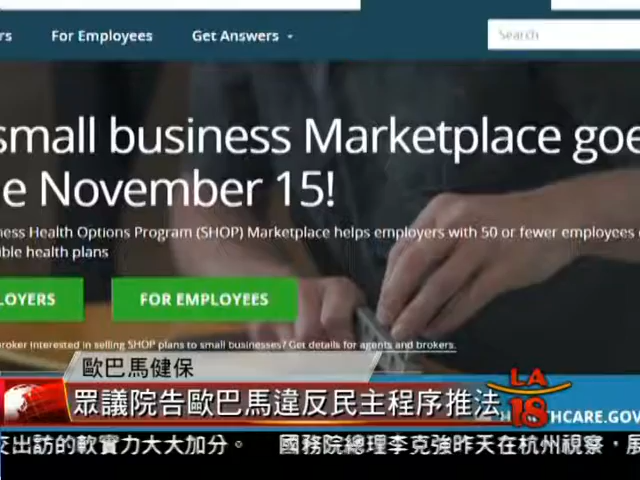 rs For Employees Get Answers Search
small business Marketplace goe
e November 15!
ness Health Options Program (SHOP) Marketplace helps employers with 50 or fewer employees
ible health plans
LOYERS FOR EMPLOYEES
roker interested in selling SHOP plans to small businesses? Get details for agents and brokers.
歐巴馬健保
眾議院告歐巴馬違反民主程序推法
LA
18
THCARE.GOV
交出訪的軟實力大大加分。 國務院總理李克強昨天在杭州視察，展